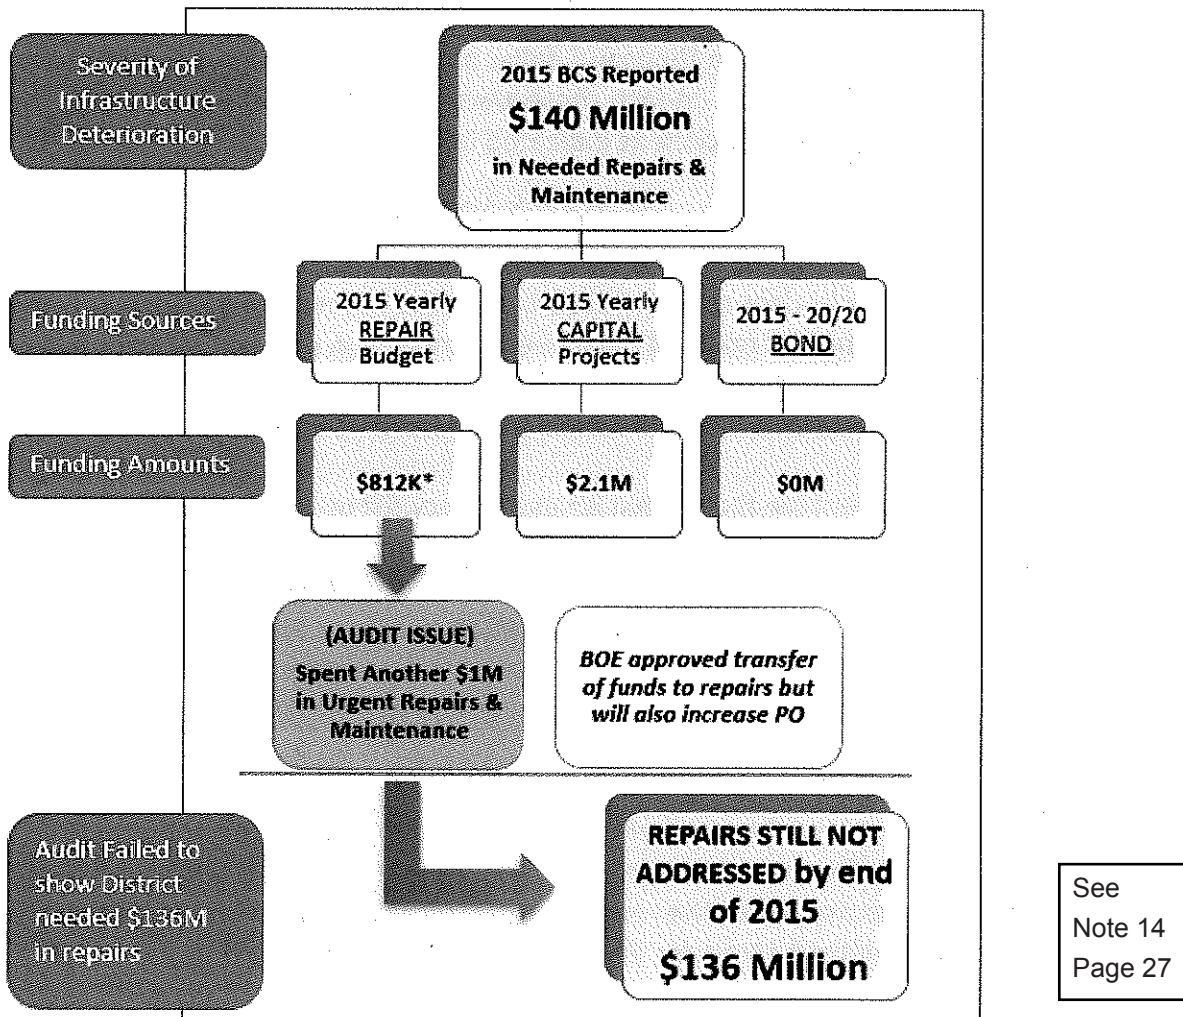 Severity of
Infrastructure
Deterioration
2015 BCS Reported
$140 Million
in Needed Repairs &
Maintenance
Funding Sources
2015 Yearly
REPAIR
Budget
2015 Yearly
CAPITAL
Projects
2015 - 20/20
BOND
Funding Amounts
$812K*
$2.1M
$0M
(AUDIT ISSUE)
Spent Another $1M
in Urgent Repairs &
Maintenance
BOE approved transfer
of funds to repairs but
will also increase PO
Audit Failed to
show District
needed $136M
in repairs
REPAIRS STILL NOT
ADDRESSED by end
of 2015
$136 Million
See
Note 14
Page 27